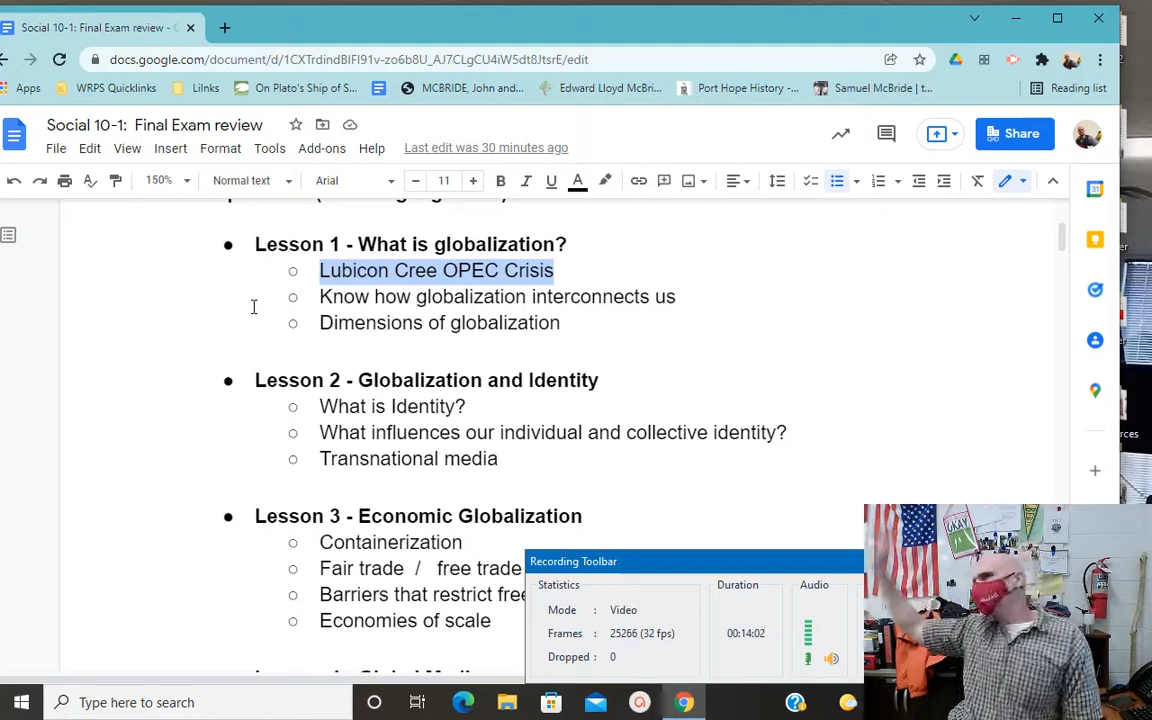 Social 10-1: Final Exam review - G
docs.google.com/document/d/1CXTrdindBIFI91v-zo6b8U_AJ7CLgCU4iW5dt8JtsrE/edit
Apps WRPS Quicklinks LiInks On Plato's Ship of S... MCBRIDE, John and... Edward Lloyd McBri... Port Hope History -... Samuel McBride | t... Reading list
Social 10-1: Final Exam review
Share
File Edit View Insert Format Tools Add-ons Help Last edit was 30 minutes ago
150% Normal text Arial 11 B I U A
31
Lesson 1 - What is globalization?
Lubicon Cree OPEC Crisis
Know how globalization interconnects us
Dimensions of globalization
Lesson 2 - Globalization and Identity
What is Identity?
What influences our individual and collective identity?
Transnational media
Lesson 3 - Economic Globalization
Containerization
Fair trade / free trade
Barriers that restrict free
Economies of scale
Recording Toolbar
Statistics Duration Audio
Mode : Video
Frames : 25266 (32 fps) 00:14:02
Dropped : 0
OKAY
Type here to search